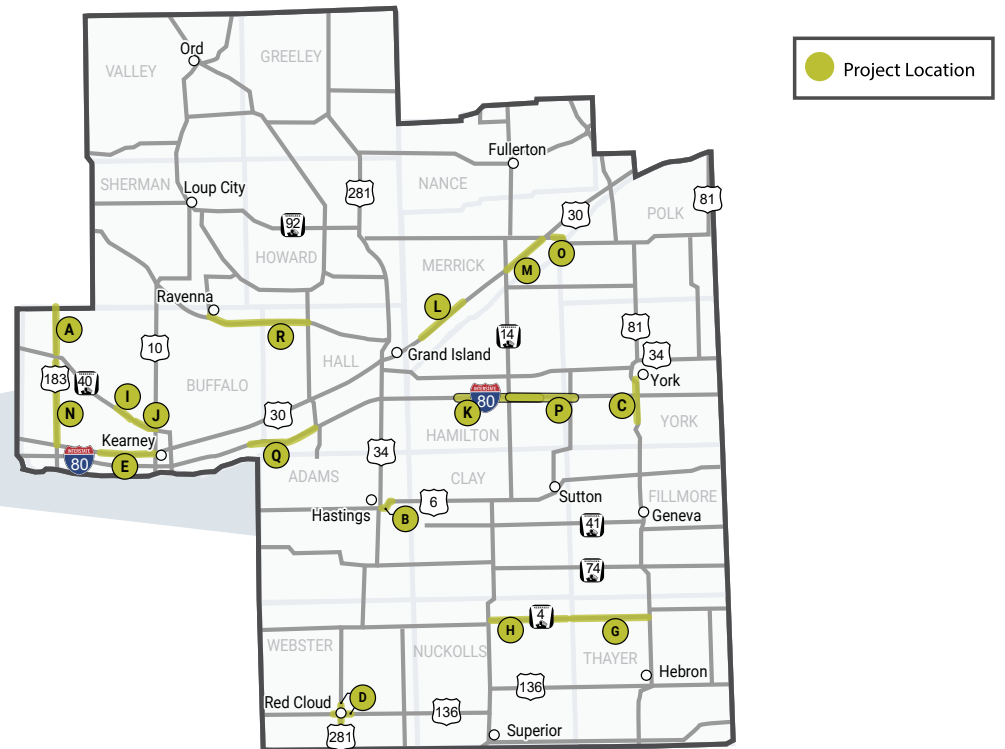 Project Location
Ord
VALLEY
GREELEY
Fullerton
SHERMAN
Loup City
281
NANCE
81
30
POLK
92
HOWARD
MERRICK
O
M
Ravenna
L
A
R
14
81
10
HALL
Grand Island
34
York
183
40
I
BUFFALO
INTERSTATE
80
N
J
30
K
P
C
YORK
Kearney
HAMILTON
INTERSTATE
80
E
Q
34
ADAMS
CLAY
Sutton
FILLMORE
Hastings
B
6
Geneva
41
74
4
H
G
WEBSTER
NUCKOLLS
THAYER
Hebron
D
136
Red Cloud
136
281
Superior